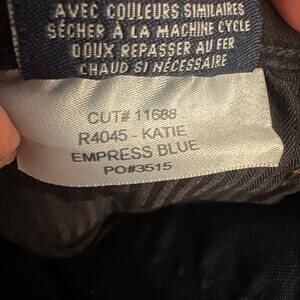 AVEC COULEURS SIMILAIRES
SÉCHER À LA MACHINE CYCLE
DOUX REPASSER AU FER
CHAUD SI NÉCESSAIRE
CUT# 11688
R4045 - KATIE
EMPRESS BLUE
PO#3515